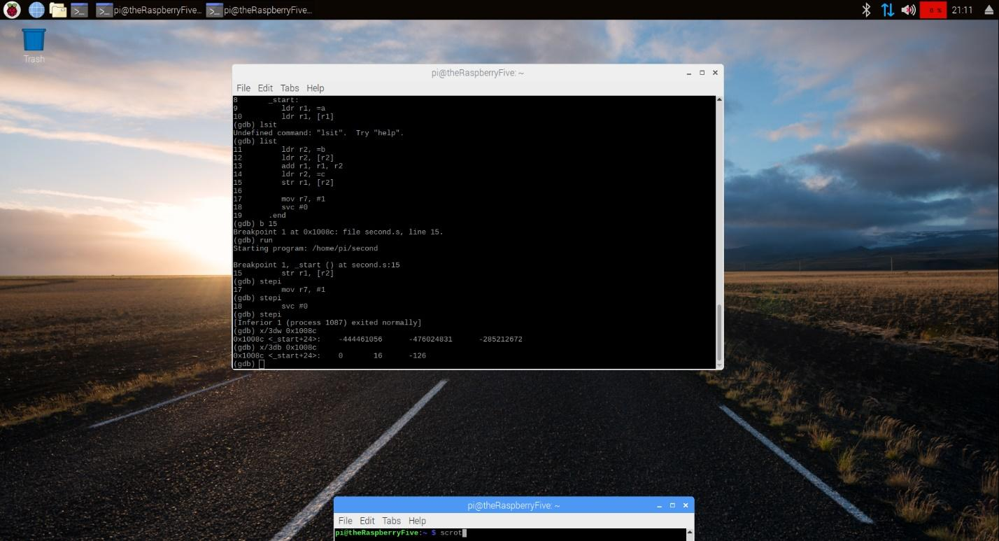 pi@theRaspberryFive... pi@theRaspberryFive... 0 % 21:11
Trash
pi@theRaspberryFive: ~
File Edit Tabs Help
8 _start:
9 ldr r1, =a
10 ldr r1, [r1]
(gdb) lsit
Undefined command: "lsit". Try "help".
(gdb) list
11 ldr r2, =b
12 ldr r2, [r2]
13 add r1, r1, r2
14 ldr r2, =c
15 str r1, [r2]
16
17 mov r7, #1
18 svc #0
19 .end
(gdb) b 15
Breakpoint 1 at 0x1008c: file second.s, line 15.
(gdb) run
Starting program: /home/pi/second
Breakpoint 1, _start () at second.s:15
15 str r1, [r2]
(gdb) stepi
17 mov r7, #1
(gdb) stepi
18 svc #0
(gdb) stepi
[Inferior 1 (process 1087) exited normally]
(gdb) x/3dw 0x1008c
0x1008c <_start+24>: -444461056 -476024831 -285212672
(gdb) x/3db 0x1008c
0x1008c <_start+24>: 0 16 -126
(gdb)
pi@theRaspberryFive: ~
File Edit Tabs Help
pi@theRaspberryFive:~ $ scrot